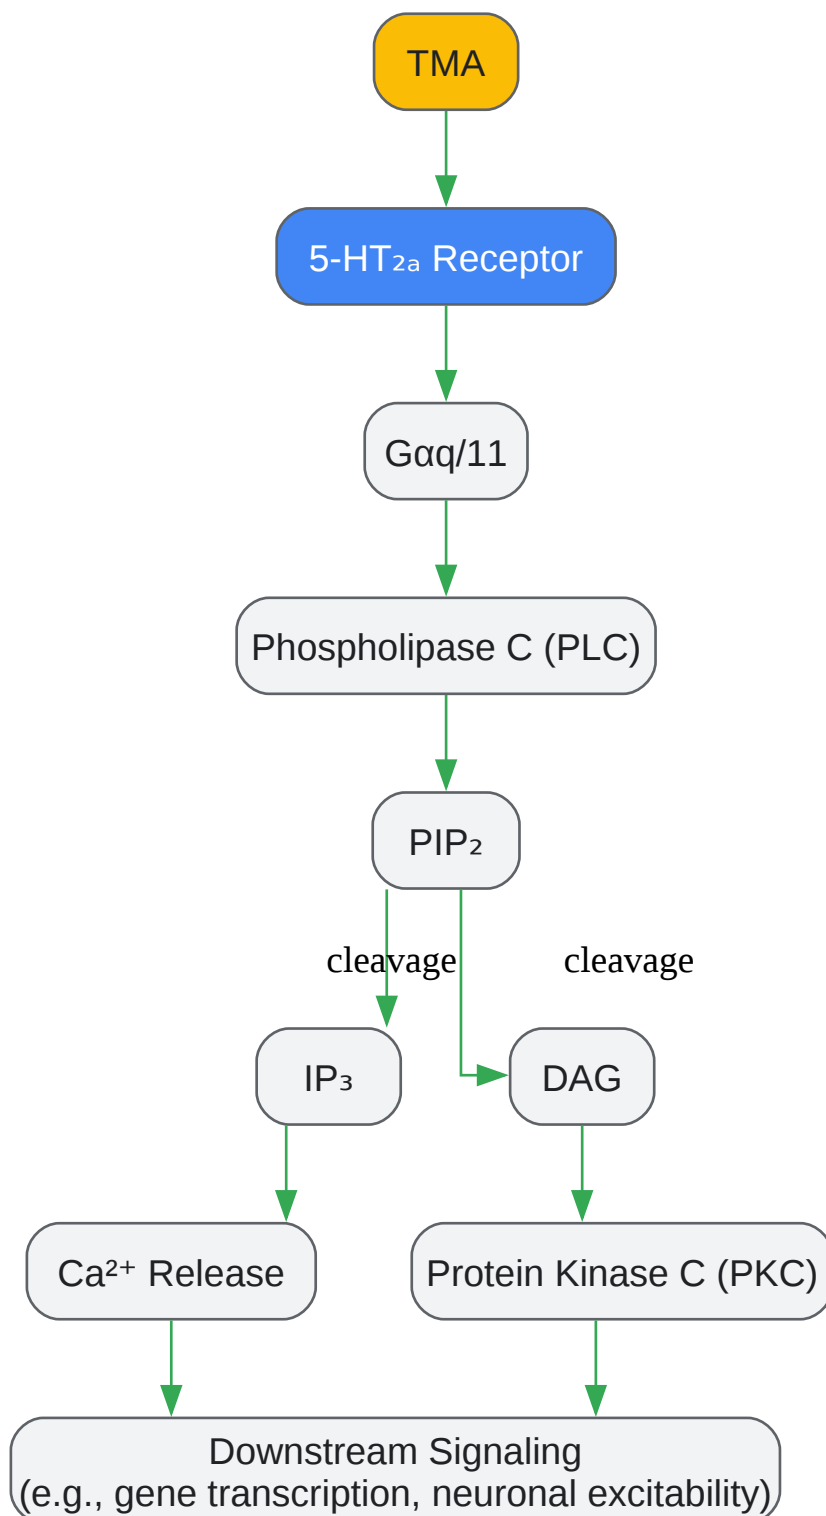 TMA
5-HT₂ₐ Receptor
Gαq/11
Phospholipase C (PLC)
PIP₂
cleavage
cleavage
IP₃
DAG
Ca²⁺ Release
Protein Kinase C (PKC)
Downstream Signaling
(e.g., gene transcription, neuronal excitability)